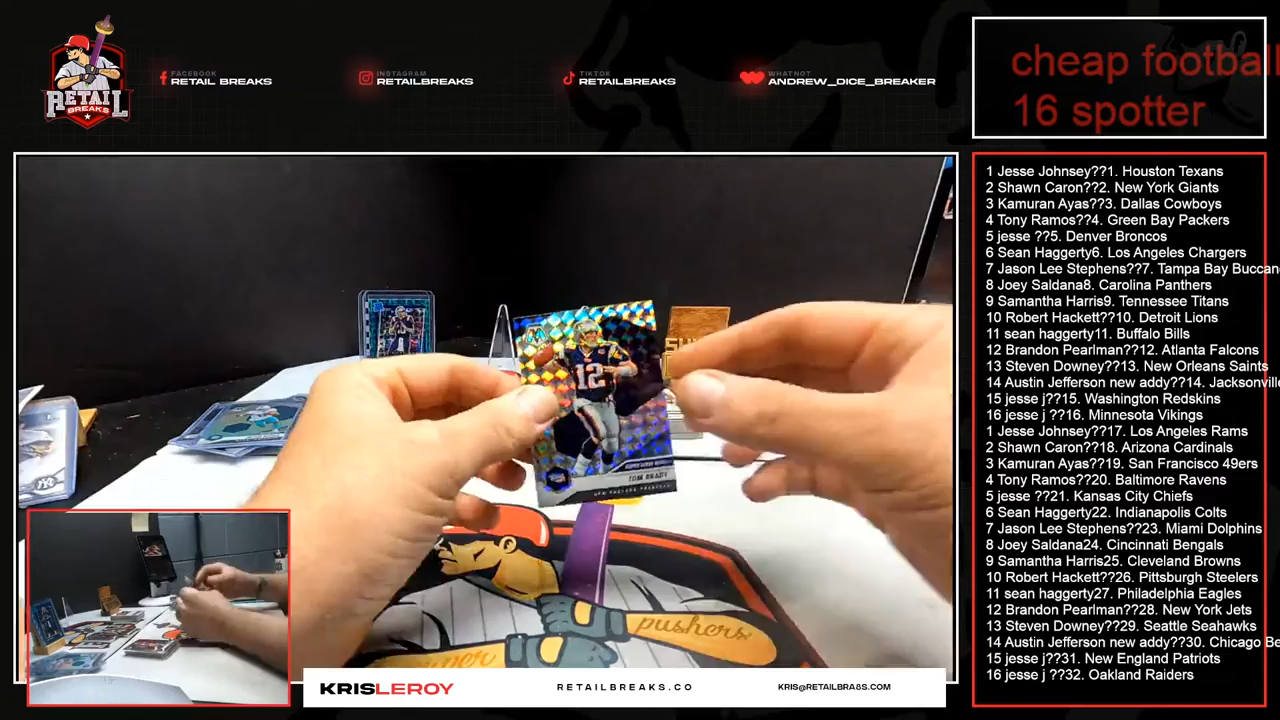 RETAIL
BREAKS
FACEBOOK
RETAIL BREAKS
INSTAGRAM
RETAILBREAKS
TIKTOK
RETAILBREAKS
WHATNOT
ANDREW_DICE_BREAKER
cheap football
16 spotter
1 Jesse Johnsey??1. Houston Texans
2 Shawn Caron??2. New York Giants
3 Kamuran Ayas??3. Dallas Cowboys
4 Tony Ramos??4. Green Bay Packers
5 jesse ??5. Denver Broncos
6 Sean Haggerty6. Los Angeles Chargers
7 Jason Lee Stephens??7. Tampa Bay Buccan
8 Joey Saldana8. Carolina Panthers
9 Samantha Harris9. Tennessee Titans
10 Robert Hackett??10. Detroit Lions
11 sean haggerty11. Buffalo Bills
12 Brandon Pearlman??12. Atlanta Falcons
13 Steven Downey??13. New Orleans Saints
14 Austin Jefferson new addy??14. Jacksonville
15 jesse j??15. Washington Redskins
16 jesse j ??16. Minnesota Vikings
1 Jesse Johnsey??17. Los Angeles Rams
2 Shawn Caron??18. Arizona Cardinals
3 Kamuran Ayas??19. San Francisco 49ers
4 Tony Ramos??20. Baltimore Ravens
5 jesse ??21. Kansas City Chiefs
6 Sean Haggerty22. Indianapolis Colts
7 Jason Lee Stephens??23. Miami Dolphins
8 Joey Saldana24. Cincinnati Bengals
9 Samantha Harris25. Cleveland Browns
10 Robert Hackett??26. Pittsburgh Steelers
11 sean haggerty27. Philadelphia Eagles
12 Brandon Pearlman??28. New York Jets
13 Steven Downey??29. Seattle Seahawks
14 Austin Jefferson new addy??30. Chicago Be
15 jesse j??31. New England Patriots
16 jesse j ??32. Oakland Raiders
12
TOM BRADY
NEW ENGLAND PATRIOTS
pushers
KRISLEROY
RETAILBREAKS.CO
KRIS@RETAILBRA8S.COM